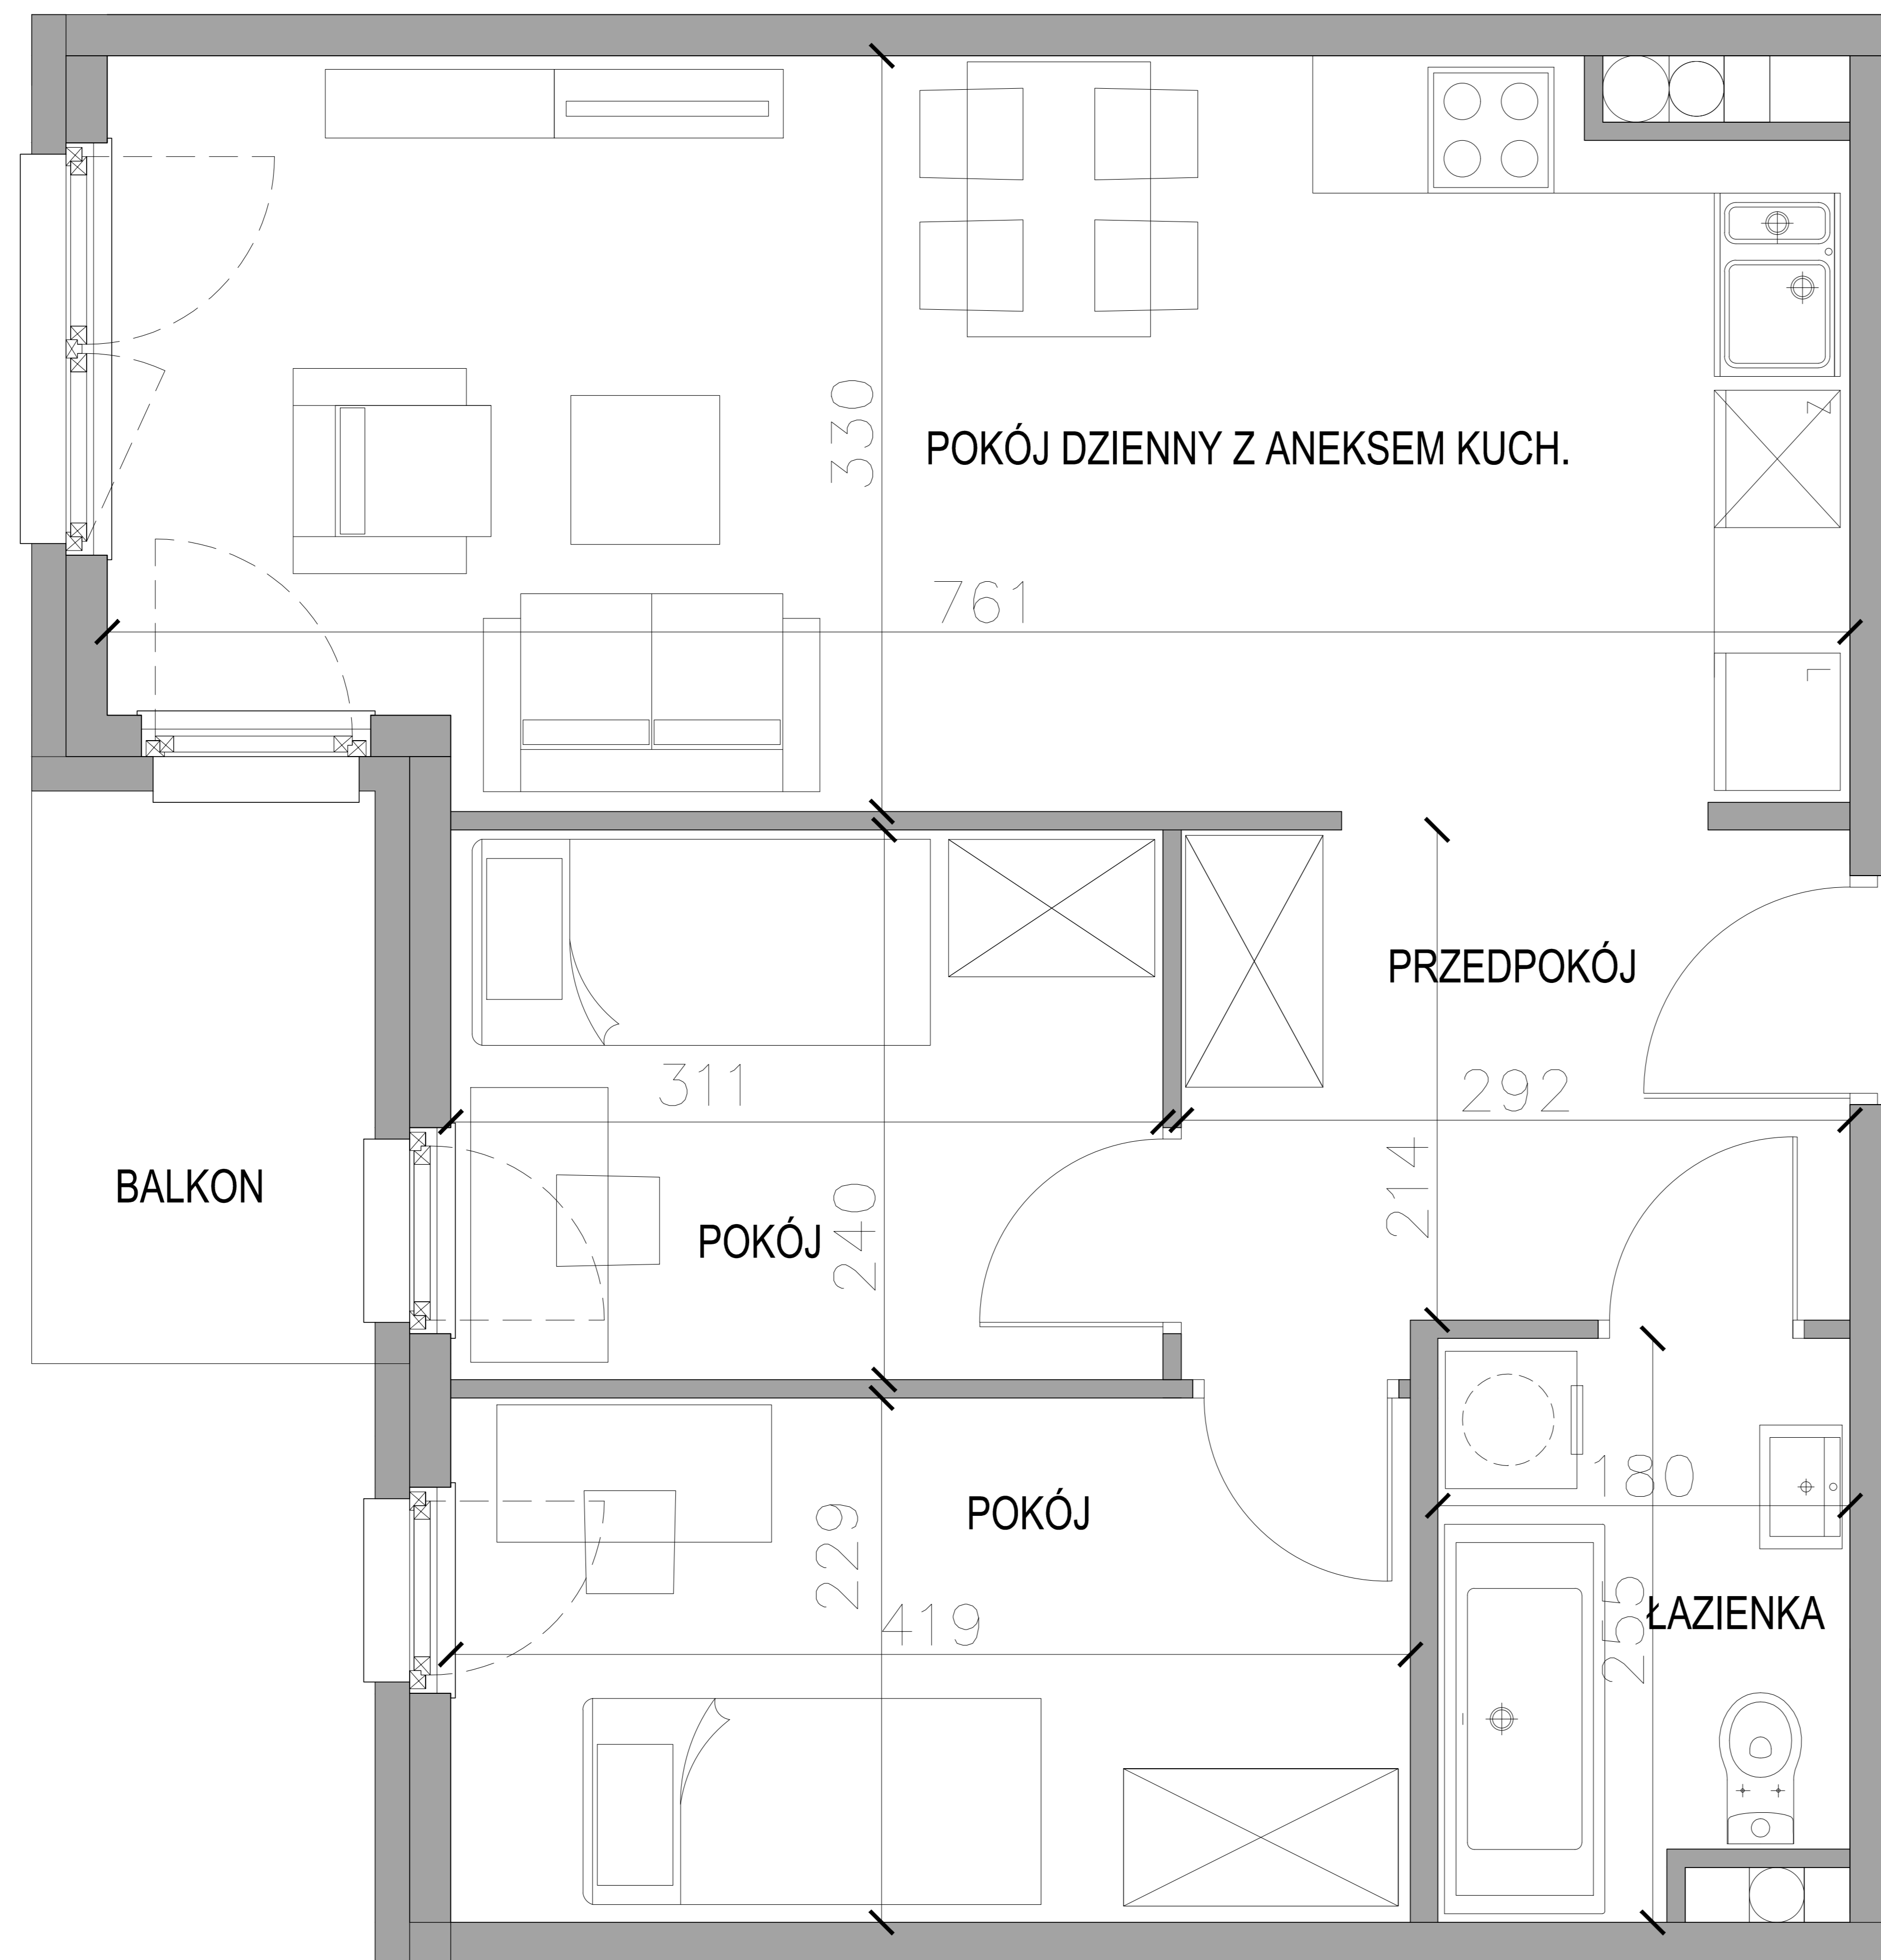 330
POKÓJ DZIENNY Z ANEKSEM KUCH.
Z
761
L
PRZEDPOKÓJ
311
292
BALKON
POKÓJ
240
214
POKÓJ
180
229
419
255
ŁAZIENKA